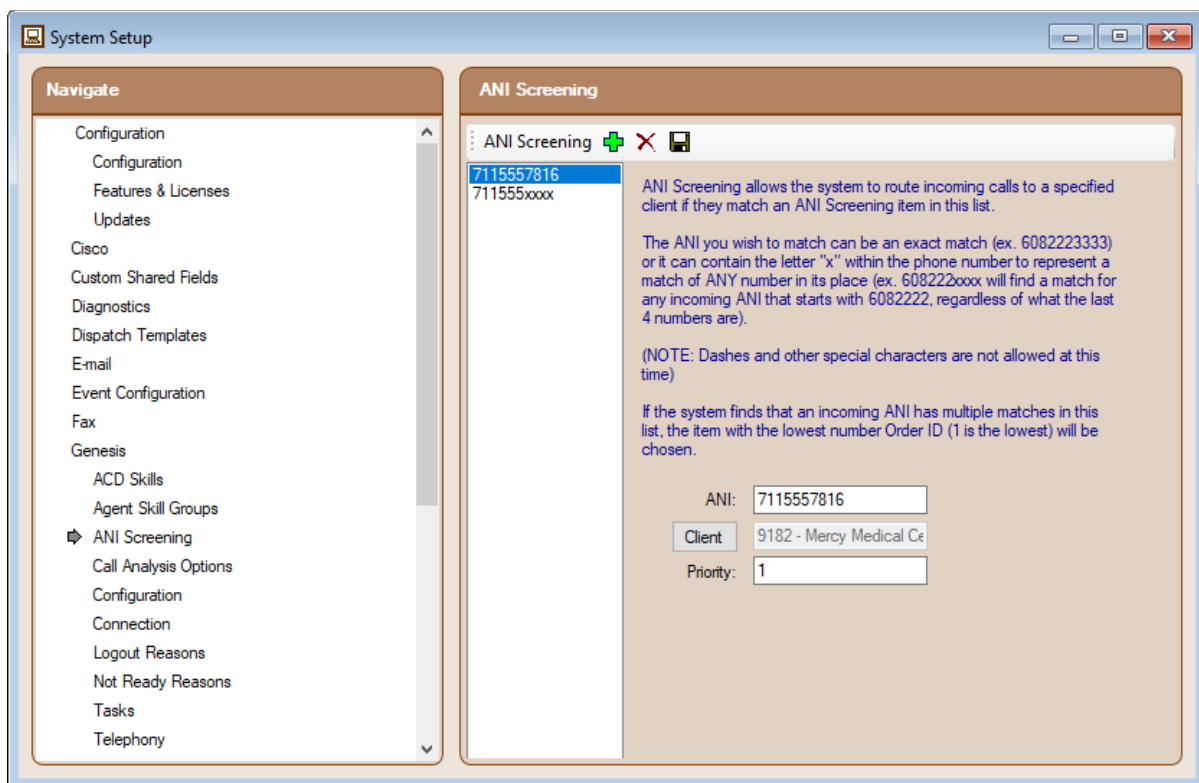 System Setup
Navigate
Configuration
Configuration
Features & Licenses
Updates
Cisco
Custom Shared Fields
Diagnostics
Dispatch Templates
E-mail
Event Configuration
Fax
Genesis
ACD Skills
Agent Skill Groups
ANI Screening
Call Analysis Options
Configuration
Connection
Logout Reasons
Not Ready Reasons
Tasks
Telephony
ANI Screening
ANI Screening
7115557816
711555xxxx
ANI Screening allows the system to route incoming calls to a specified
client if they match an ANI Screening item in this list.
The ANI you wish to match can be an exact match (ex. 6082223333)
or it can contain the letter "x" within the phone number to represent a
match of ANY number in its place (ex. 608222xxxx will find a match for
any incoming ANI that starts with 6082222, regardless of what the last
4 numbers are).
(NOTE: Dashes and other special characters are not allowed at this
time)
If the system finds that an incoming ANI has multiple matches in this
list, the item with the lowest number Order ID (1 is the lowest) will be
chosen.
ANI: 7115557816
Client 9182 - Mercy Medical Ce
Priority: 1